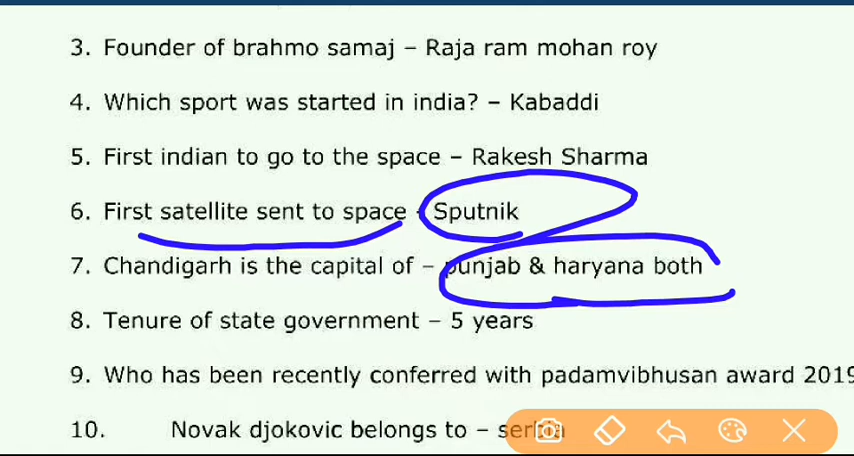 3. Founder of brahmo samaj – Raja ram mohan roy
4. Which sport was started in india? – Kabaddi
5. First indian to go to the space – Rakesh Sharma
6. First satellite sent to space - Sputnik
7. Chandigarh is the capital of – punjab & haryana both
8. Tenure of state government – 5 years
9. Who has been recently conferred with padamvibhusan award 2019
10. Novak djokovic belongs to – serbia